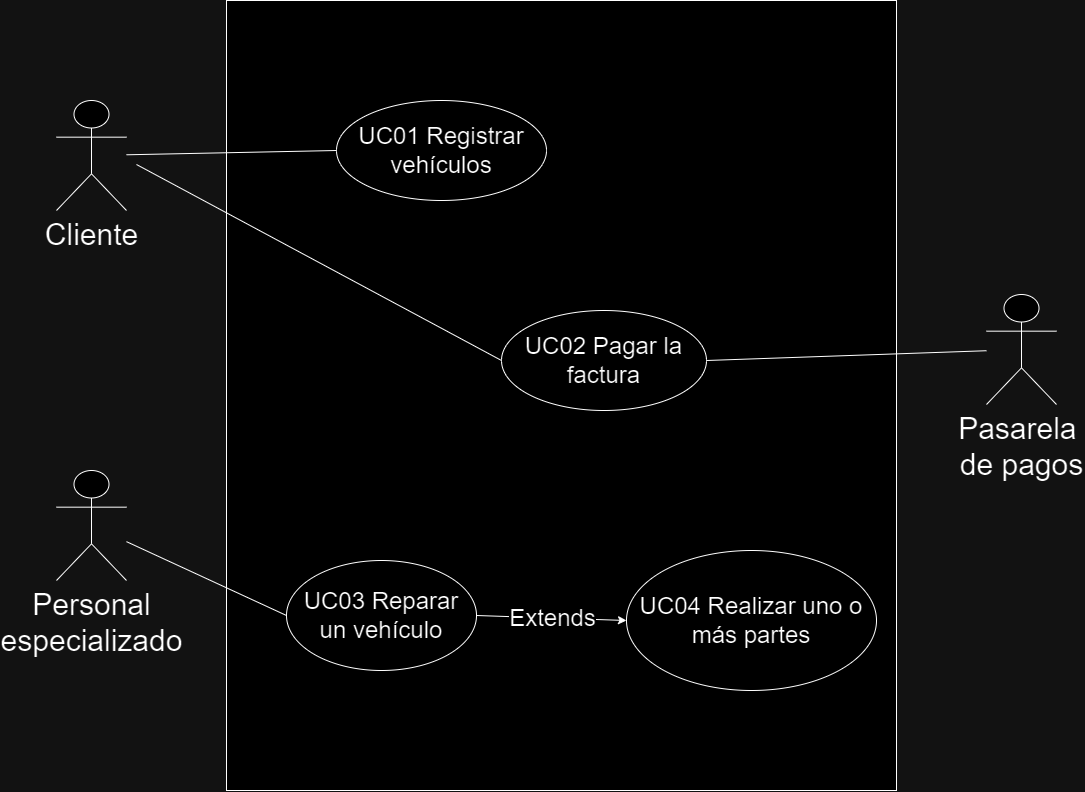 UC01 Registrar
vehículos
Cliente
UC02 Pagar la
factura
Pasarela
de pagos
Personal
especializado
UC03 Reparar
un vehículo
Extends
UC04 Realizar uno o
más partes